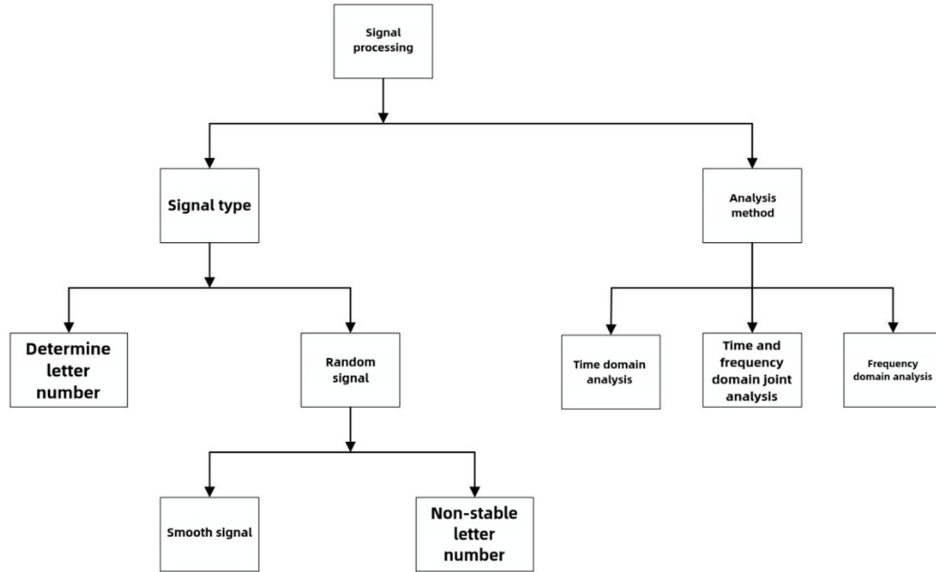 Signal
processing
Signal type
Analysis
method
Determine
letter
number
Random
signal
Time domain
analysis
Time and
frequency
domain joint
analysis
Frequency
domain analysis
Smooth signal
Non-stable
letter
number